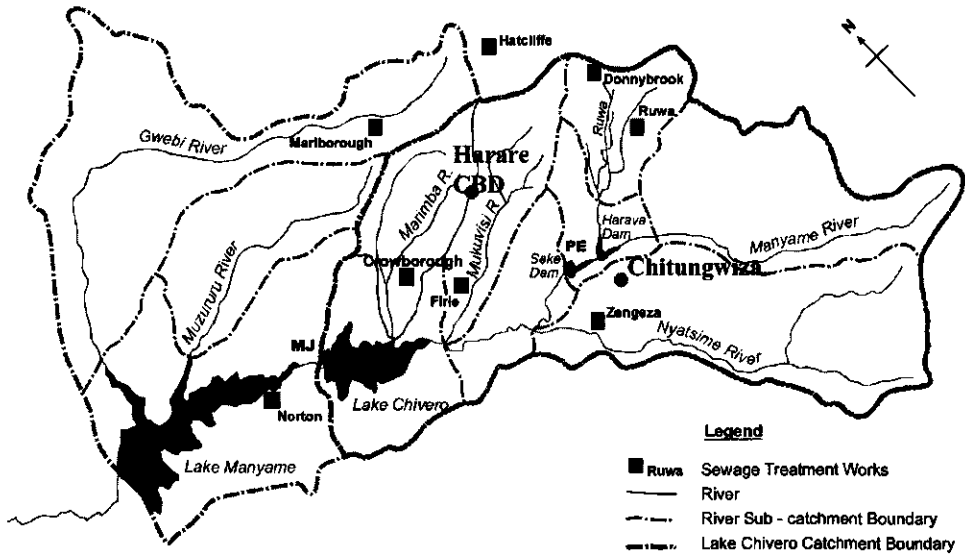 N
Hatcliffe
Donnybrook
Ruwa
Ruwa
Marlborough
Gwebi River
Harare
CBD
Marimba R.
Mukuvisi R
Harava
Dam
Manyame River
Muzururu River
Crowborough
Firle
Seke
Dam
PE
Chitungwiza
Zengeza
Nyatsime River
MJ
Norton
Lake Chivero
Lake Manyame
Legend
Ruwa Sewage Treatment Works
River
River Sub - catchment Boundary
Lake Chivero Catchment Boundary